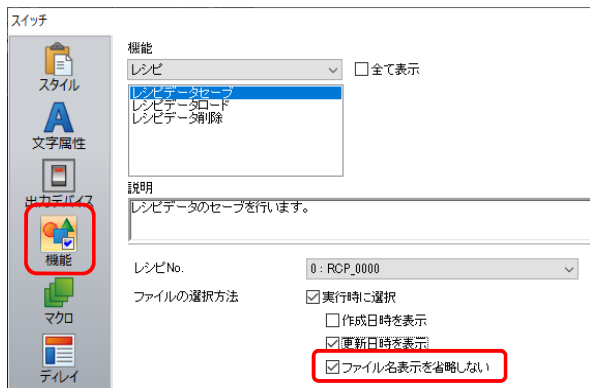 スイッチ
スタイル
文字属性
出力デバイス
機能
マクロ
ディレイ
機能
レシピ
全て表示
レシピデータセーブ
レシピデータロード
レシピデータ削除
説明
レシピデータのセーブを行います。
レシピNo.
0 : RCP_0000
ファイルの選択方法
実行時に選択
作成日時を表示
更新日時を表示
ファイル名表示を省略しない